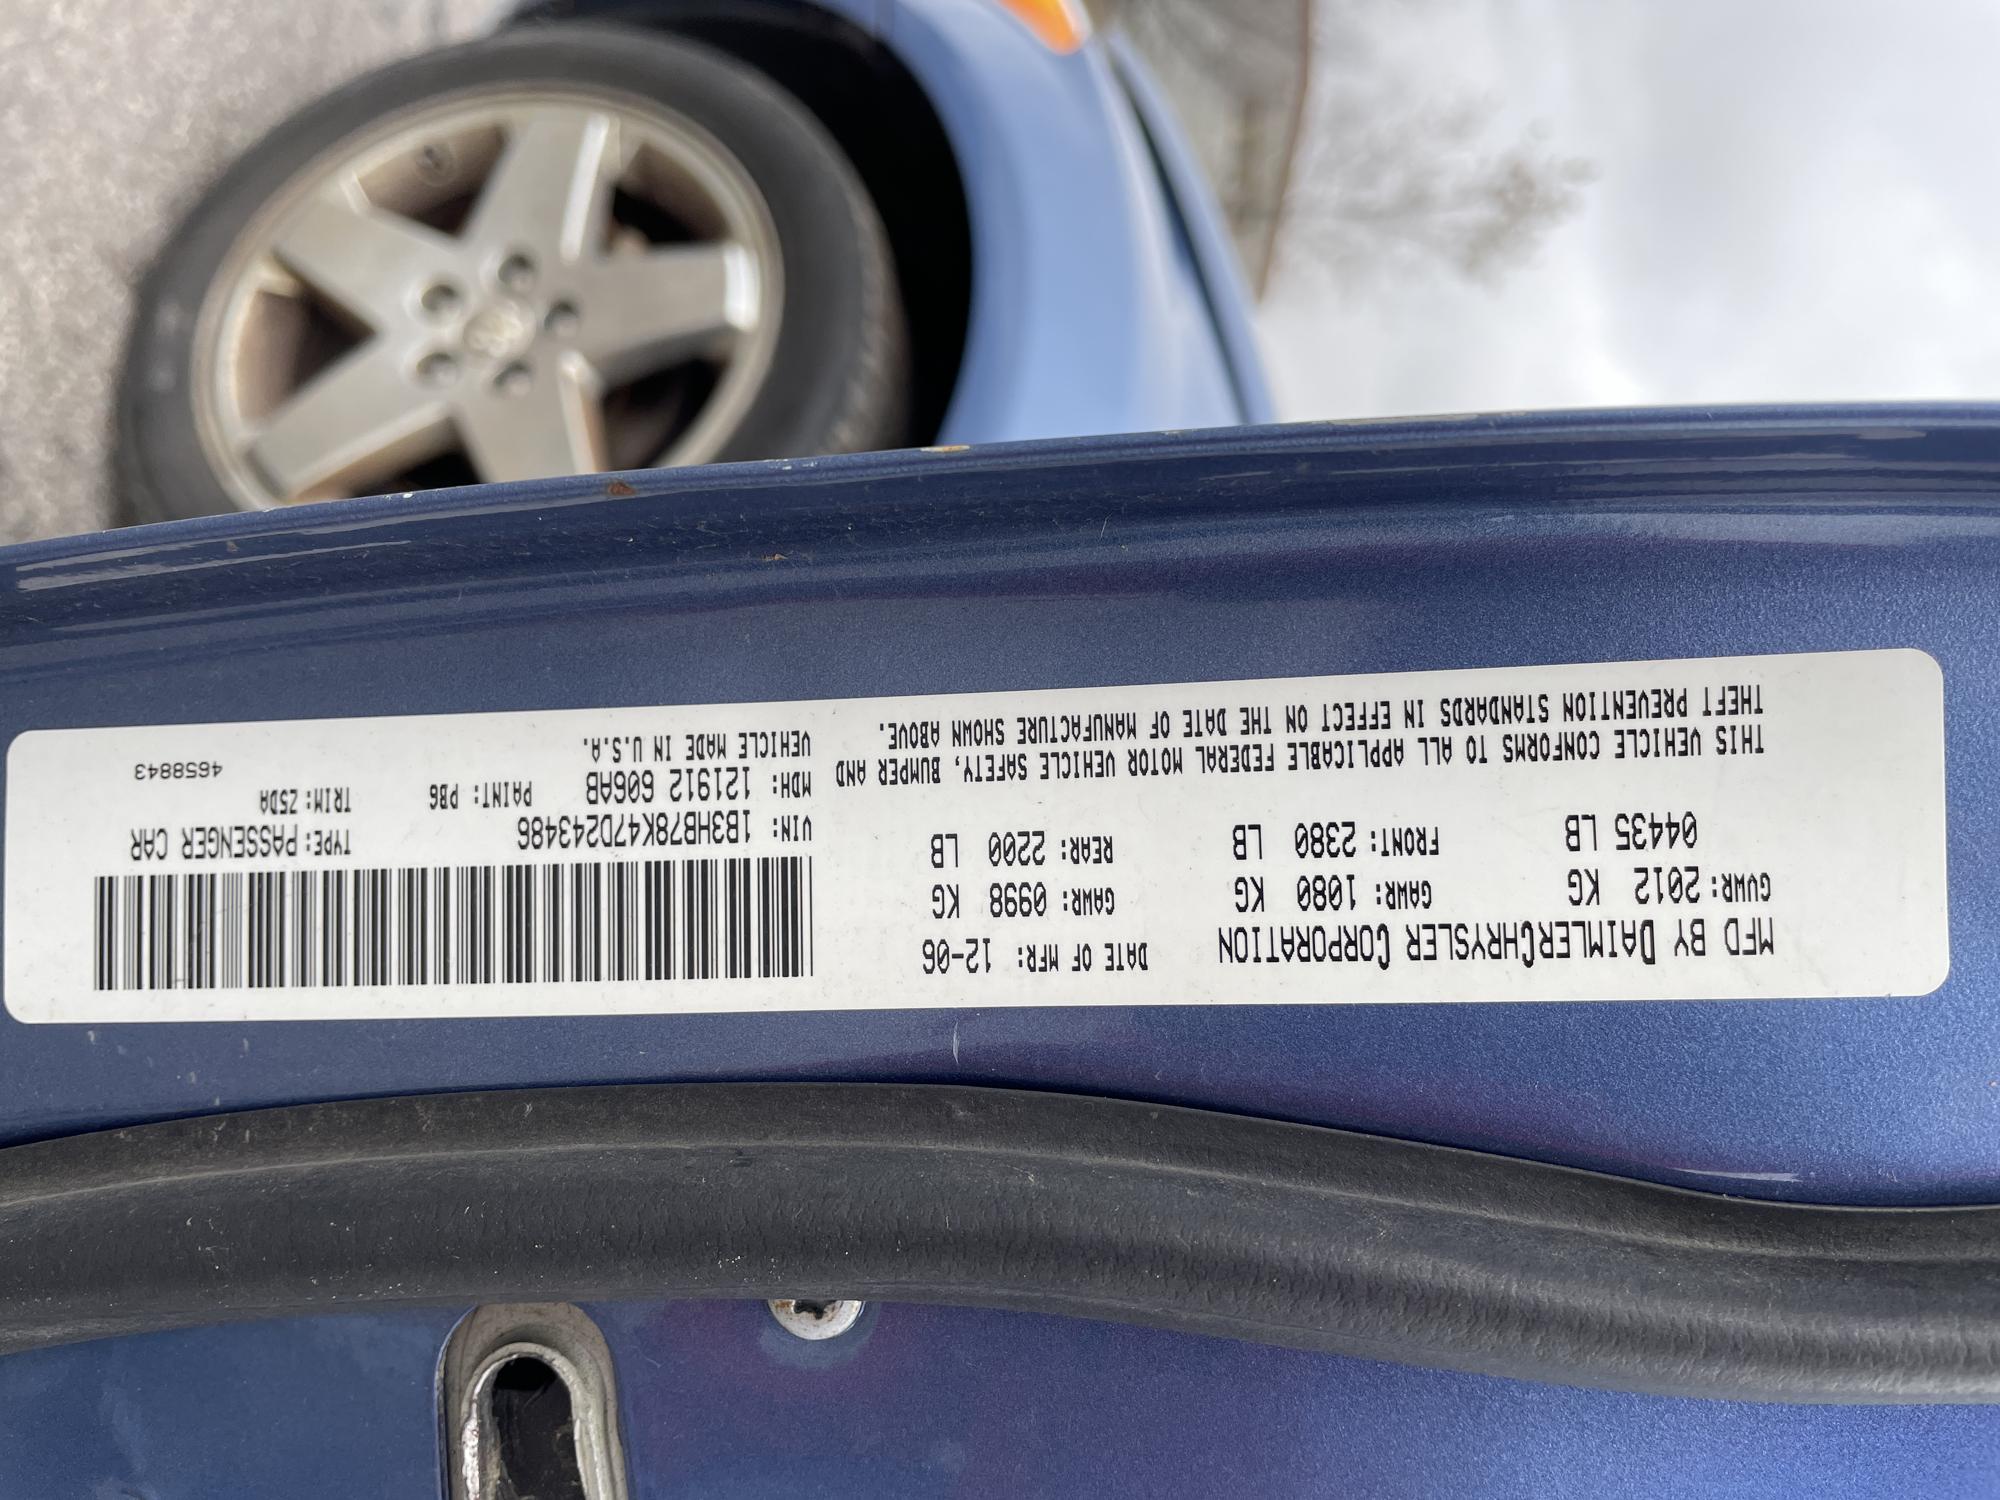 MFD BY DAIMLERCHRYSLER CORPORATION DATE OF MFR: 12-06
GVWR: 2012 KG GAWR: 1080 KG GAWR: 0998 KG
04435 LB FRONT: 2380 LB REAR: 2200 LB
THIS VEHICLE CONFORMS TO ALL APPLICABLE FEDERAL MOTOR VEHICLE SAFETY, BUMPER AND
THEFT PREVENTION STANDARDS IN EFFECT ON THE DATE OF MANUFACTURE SHOWN ABOVE.
VIN: 1B3HB78K47D243486 TYPE: PASSENGER CAR
MDH: 121912 606AB PAINT: PB6 TRIM: Z5DA
VEHICLE MADE IN U.S.A. 4658843